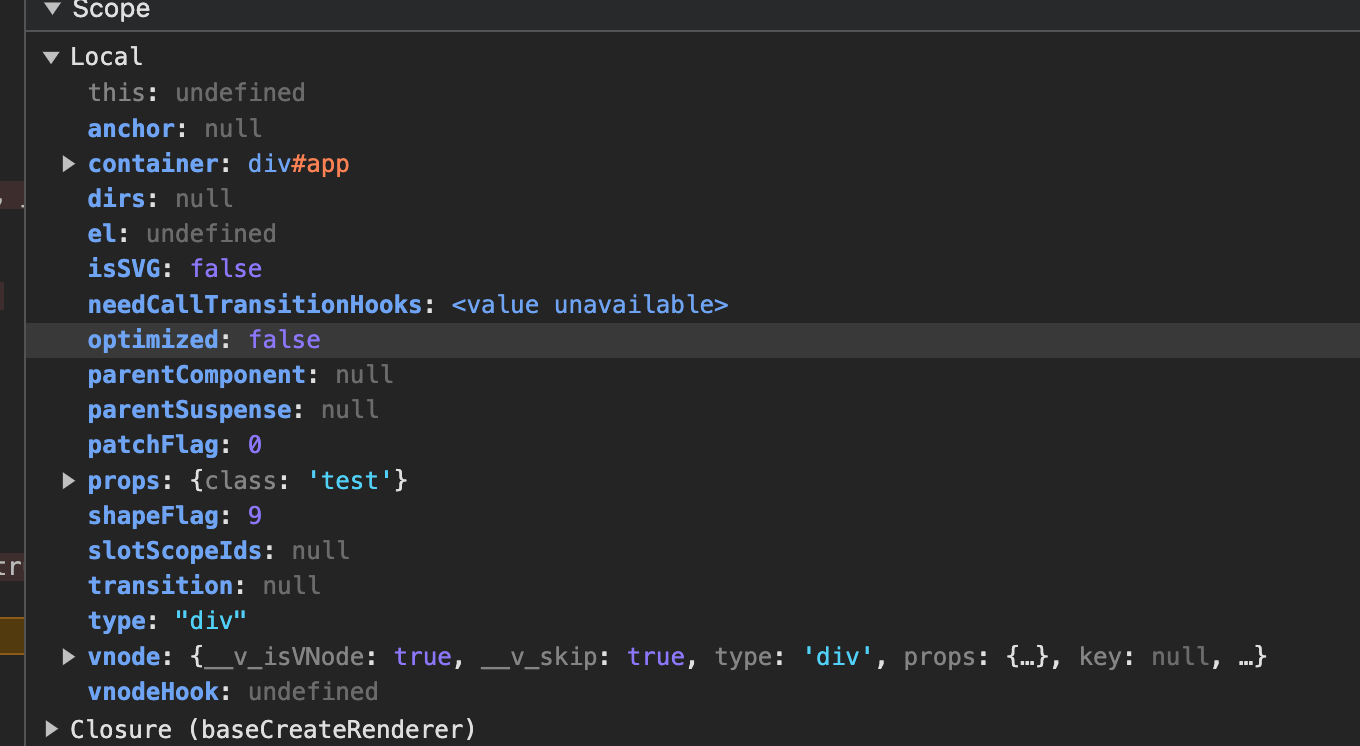 ▼ Scope
▼ Local
this: undefined
anchor: null
▶ container: div#app
dirs: null
el: undefined
isSVG: false
needCallTransitionHooks: <value unavailable>
optimized: false
parentComponent: null
parentSuspense: null
patchFlag: 0
▶ props: {class: 'test'}
shapeFlag: 9
slotScopeIds: null
tr
transition: null
type: "div"
▶ vnode: {__v_isVNode: true, __v_skip: true, type: 'div', props: {…}, key: null, …}
vnodeHook: undefined
▶ Closure (baseCreateRenderer)